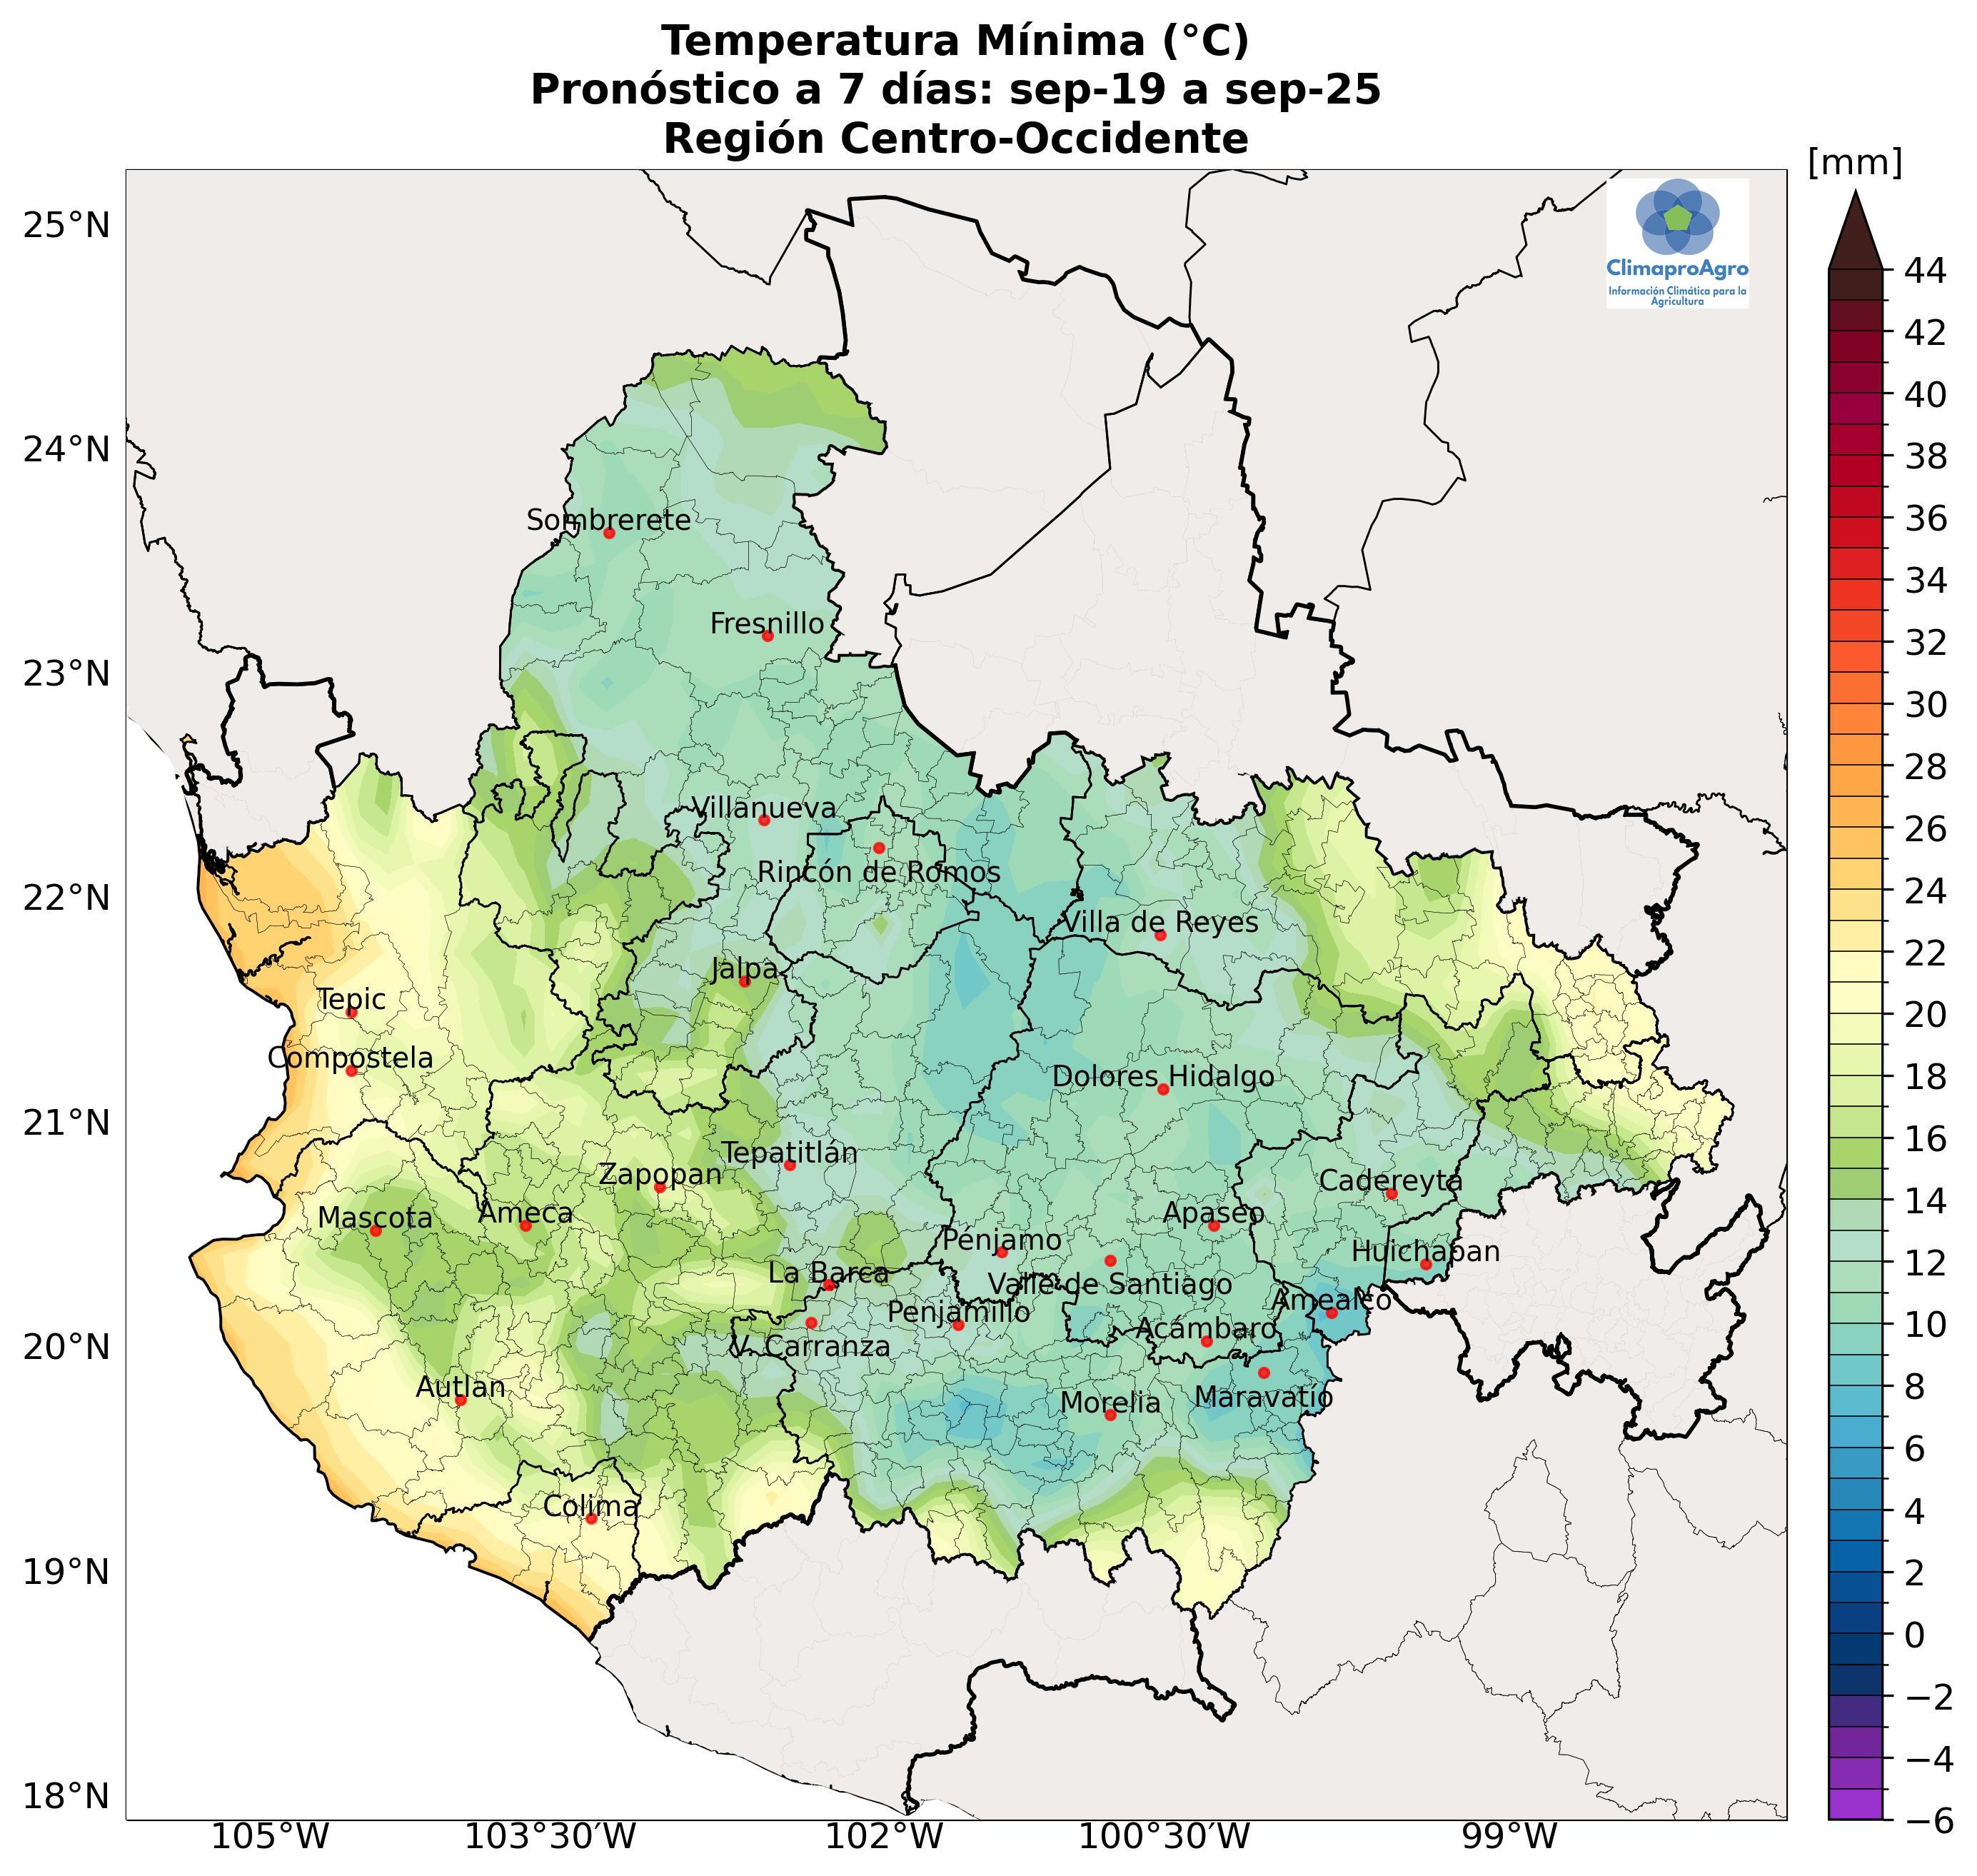 Temperatura Mínima (°C)
Pronóstico a 7 días: sep-19 a sep-25
Región Centro-Occidente
[mm]
ClimaproAgro
Información Climática para la
Agricultura
25°N
24°N
23°N
22°N
21°N
20°N
19°N
18°N
44
42
40
38
36
34
32
30
28
26
24
22
20
18
16
14
12
10
8
6
4
2
0
−2
−4
−6
Sombrerete
Fresnillo
Villanueva
Rincón de Romos
Villa de Reyes
Jalpa
Tepic
Compostela
Dolores Hidalgo
Tepatitlán
Zapopan
Cadereyta
Mascota
Ameca
Apaseo
Pénjamo
Huichapan
La Barca
Valle de Santiago
Amealco
Penjamillo
Acámbaro
V. Carranza
Autlan
Morelia
Maravatío
Colima
105°W
103°30′W
102°W
100°30′W
99°W